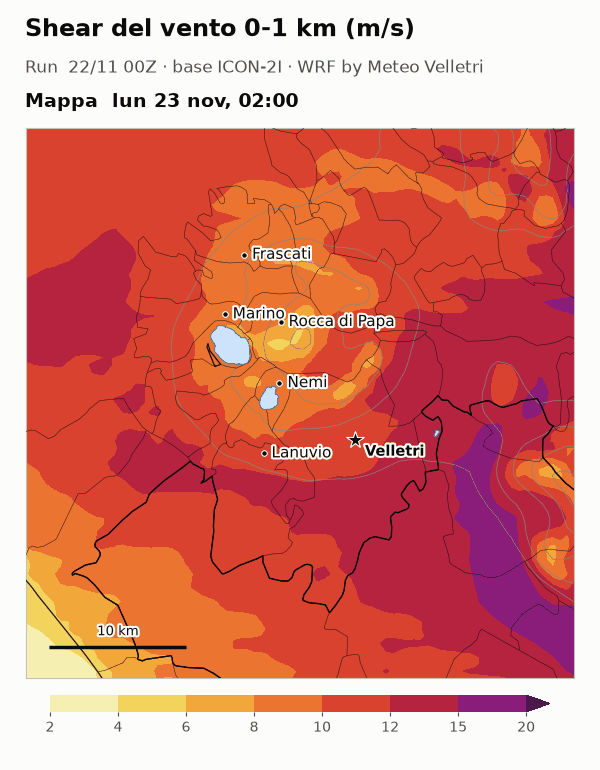 Shear del vento 0-1 km (m/s)
Run  22/11 00Z · base ICON-2I · WRF by Meteo Velletri
Mappa  lun 23 nov, 02:00
Frascati
Marino
Rocca di Papa
Nemi
Velletri
Lanuvio
10 km
2 4 6 8 10 12 15 20